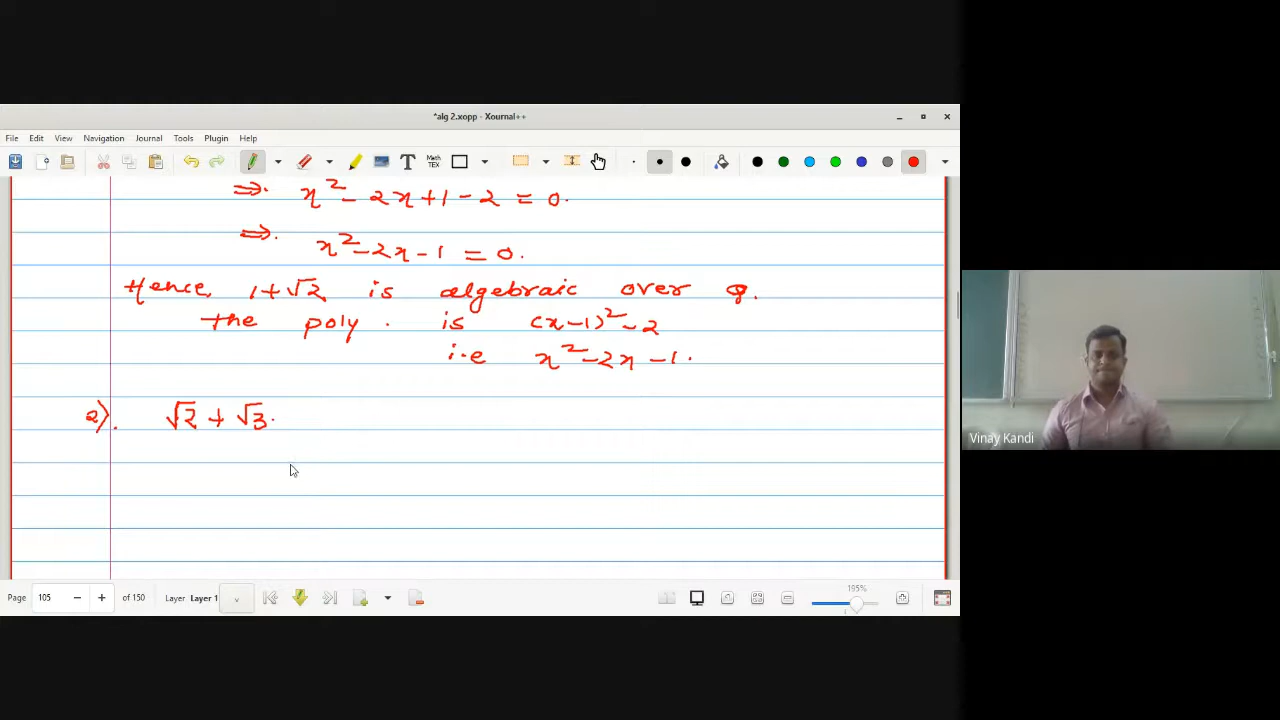 *alg 2.xopp - Xournal++
File Edit View Navigation Journal Tools Plugin Help
⇒. x² - 2x + 1 - 2 = 0.
⇒. x² - 2x - 1 = 0.
Hence, 1 + √2 is algebraic over Q.
the poly. is (x-1)² - 2
i.e x² - 2x - 1.
2). √2 + √3.
Vinay Kandi
Page 105 of 150 Layer Layer 1 195%